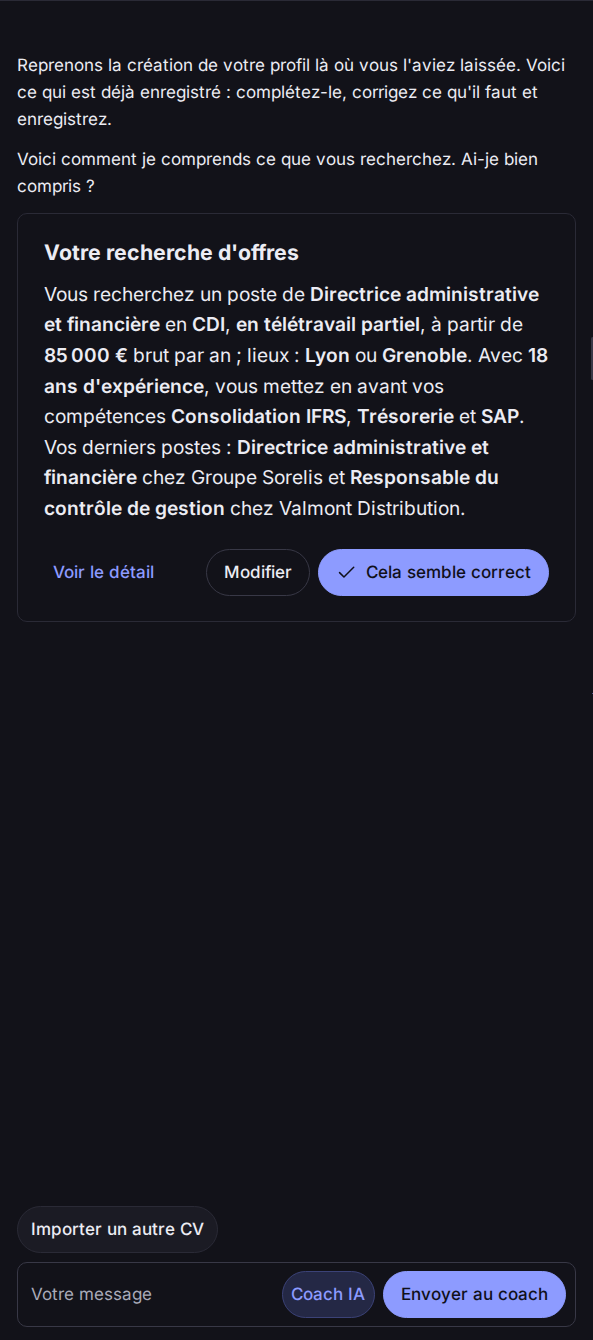 Reprenons la création de votre profil là où vous l'aviez laissée. Voici
ce qui est déjà enregistré : complétez-le, corrigez ce qu'il faut et
enregistrez.
Voici comment je comprends ce que vous recherchez. Ai-je bien
compris ?
Votre recherche d'offres
Vous recherchez un poste de Directrice administrative
et financière en CDI, en télétravail partiel, à partir de
85 000 € brut par an ; lieux : Lyon ou Grenoble. Avec 18
ans d'expérience, vous mettez en avant vos
compétences Consolidation IFRS, Trésorerie et SAP.
Vos derniers postes : Directrice administrative et
financière chez Groupe Sorelis et Responsable du
contrôle de gestion chez Valmont Distribution.
Voir le détail Modifier Cela semble correct
Importer un autre CV
Votre message Coach IA Envoyer au coach